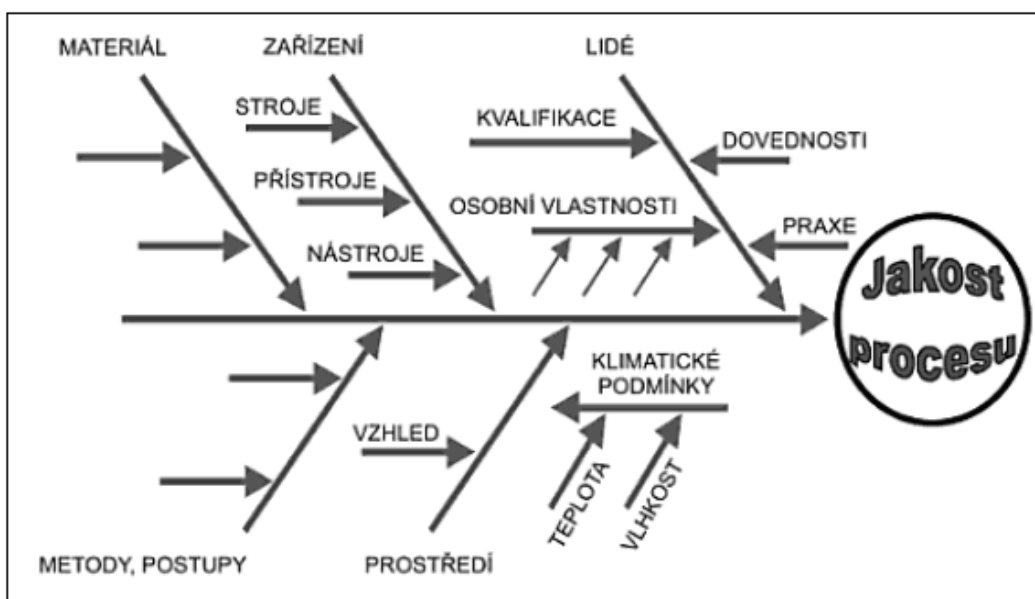 MATERIÁL
ZAŘÍZENÍ
LIDÉ
STROJE
KVALIFIKACE
DOVEDNOSTI
PŘÍSTROJE
OSOBNÍ VLASTNOSTI
PRAXE
NÁSTROJE
Jakost
procesu
KLIMATICKÉ
PODMÍNKY
VZHLED
TEPLOTA
VLHKOST
METODY, POSTUPY
PROSTŘEDÍ